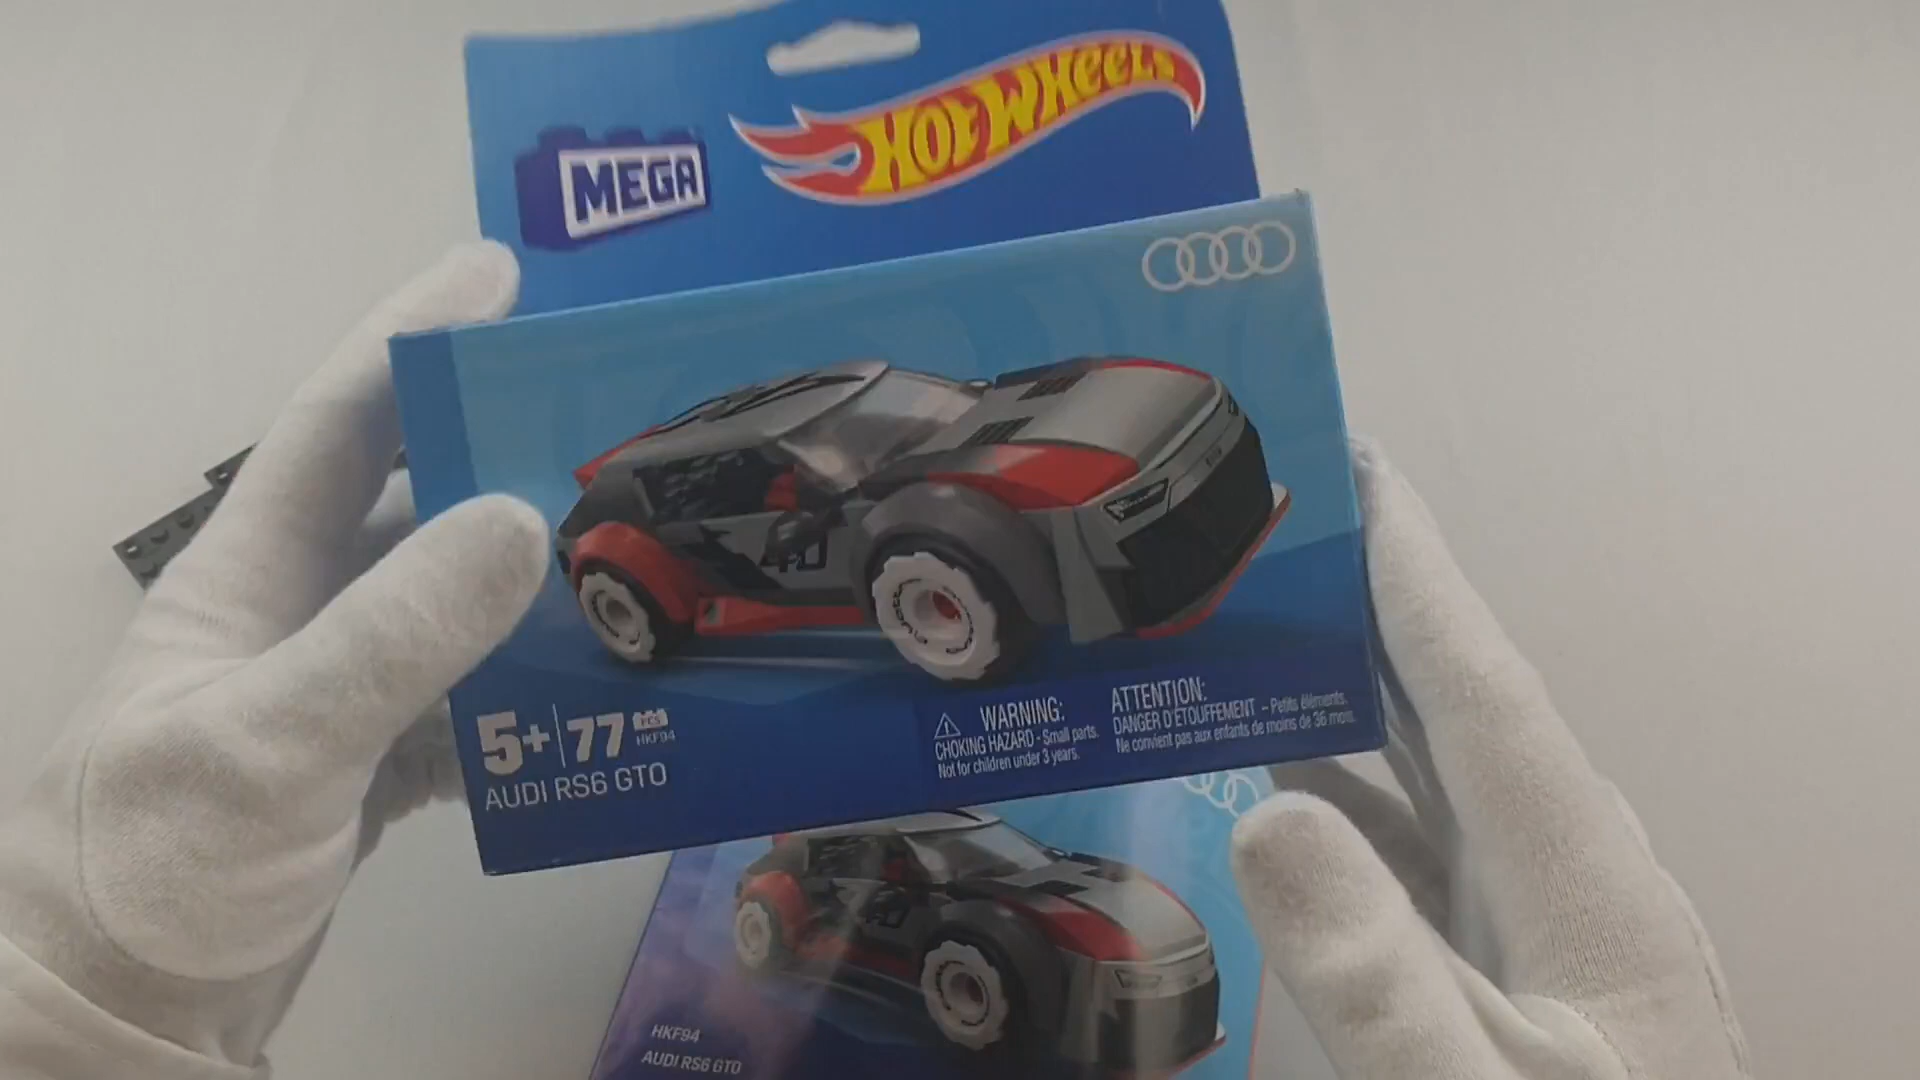 MEGA
HOT WHEELS
40
5+ 77 PCS
HKF94
AUDI RS6 GTO
WARNING:
CHOKING HAZARD - Small parts.
Not for children under 3 years.
ATTENTION:
DANGER D'ÉTOUFFEMENT - Petits éléments.
Ne convient pas aux enfants de moins de 36 mois.
40
HKF94
AUDI RS6 GTO